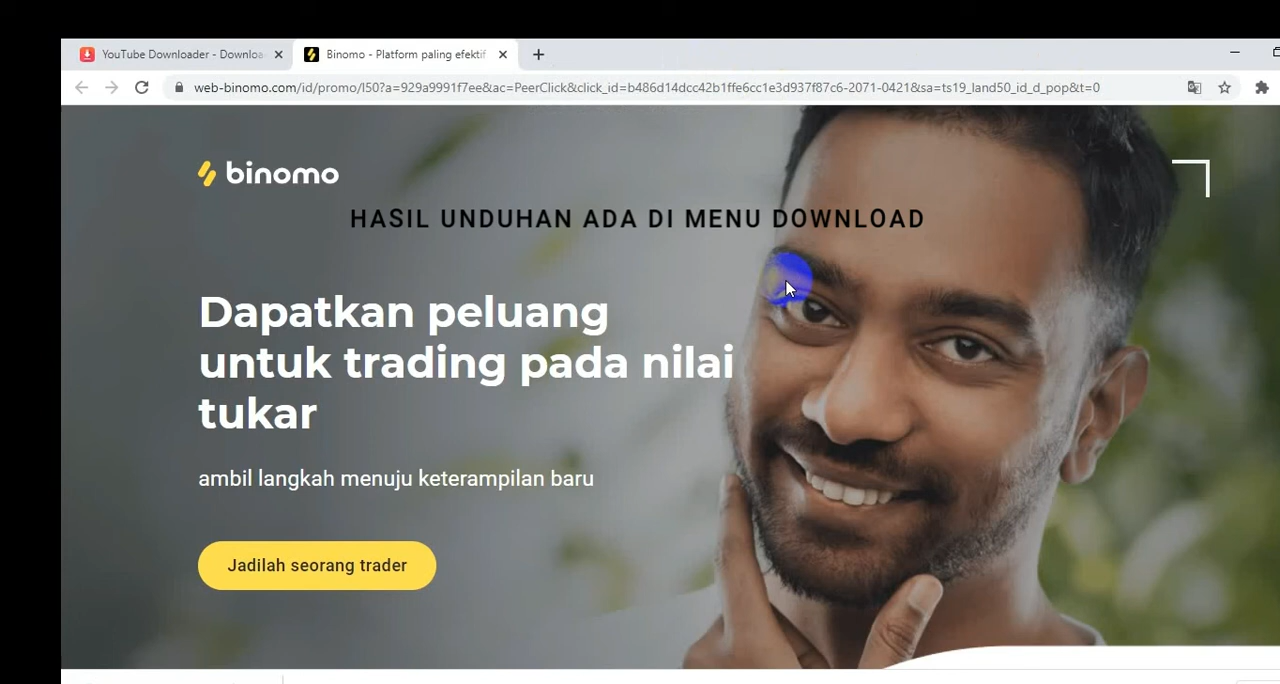 YouTube Downloader - Downloa
Binomo - Platform paling efektif
web-binomo.com/id/promo/l50?a=929a9991f7ee&ac=PeerClick&click_id=b486d14dcc42b1ffe6cc1e3d937f87c6-2071-0421&sa=ts19_land50_id_d_pop&t=0
binomo
HASIL UNDUHAN ADA DI MENU DOWNLOAD
Dapatkan peluang
untuk trading pada nilai
tukar
ambil langkah menuju keterampilan baru
Jadilah seorang trader